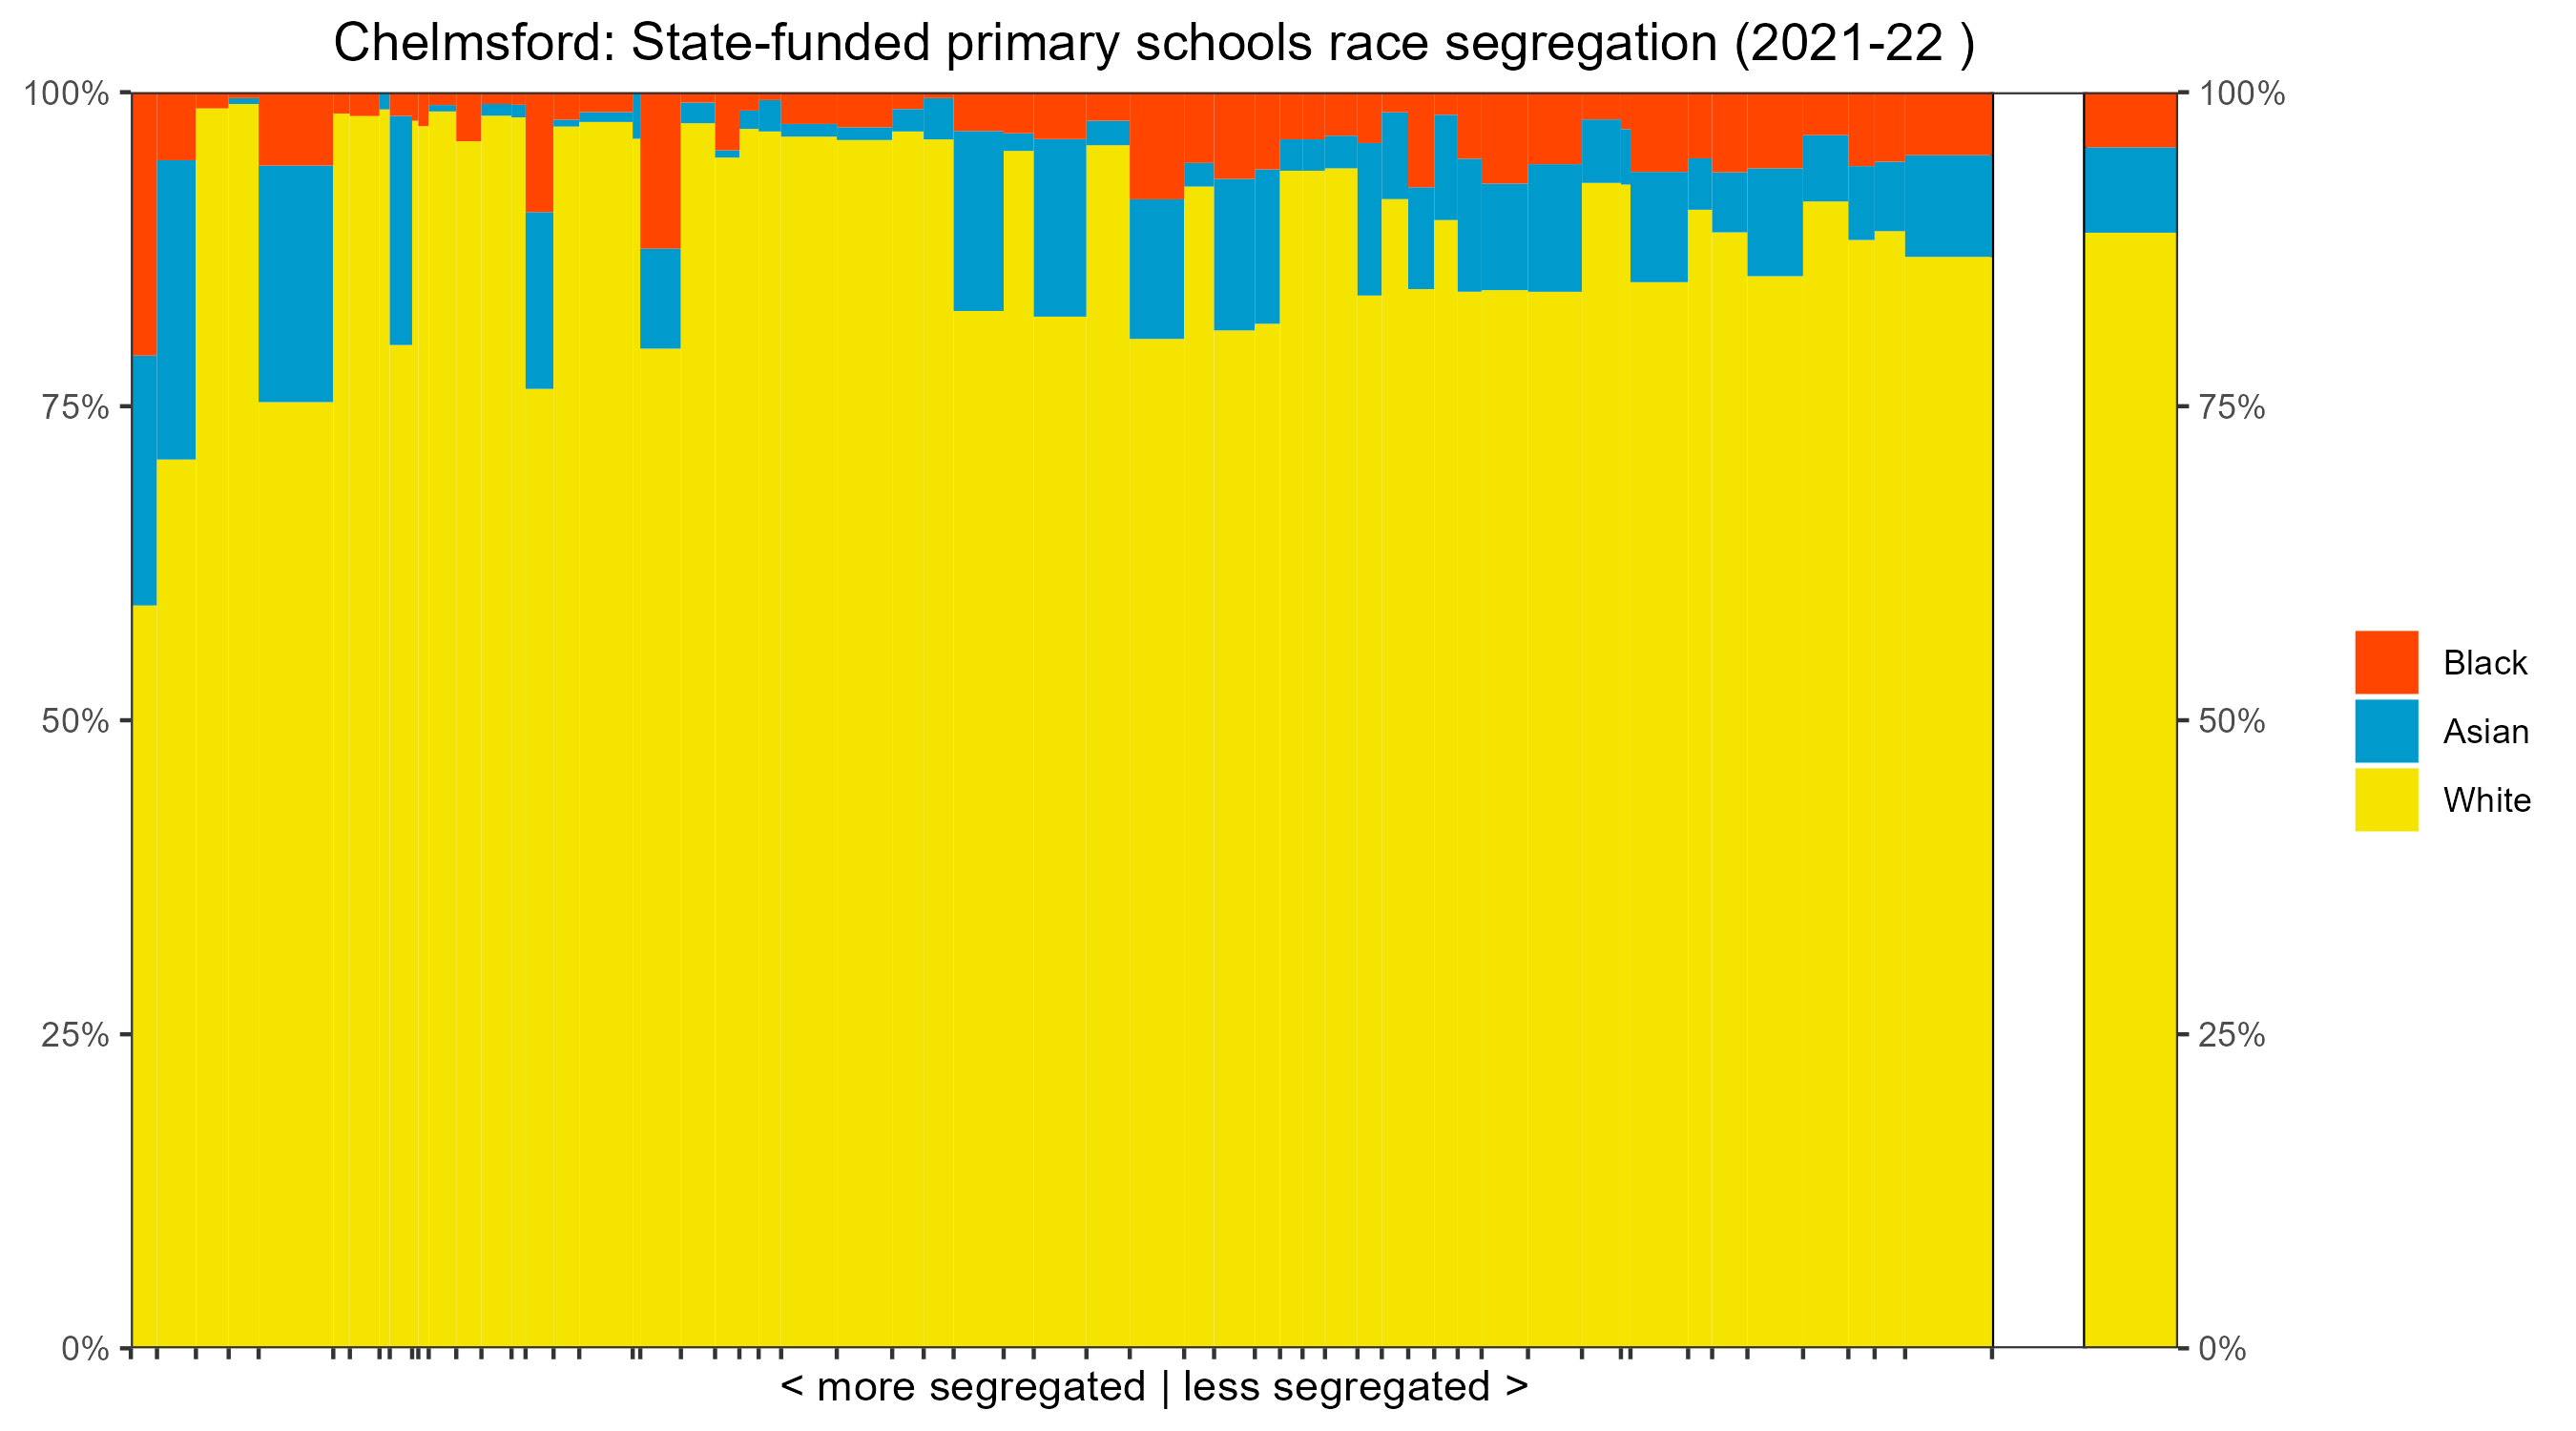 Chelmsford: State-funded primary schools race segregation (2021-22 )
100%
75%
50%
25%
0%
100%
75%
50%
25%
0%
Black
Asian
White
< more segregated | less segregated >